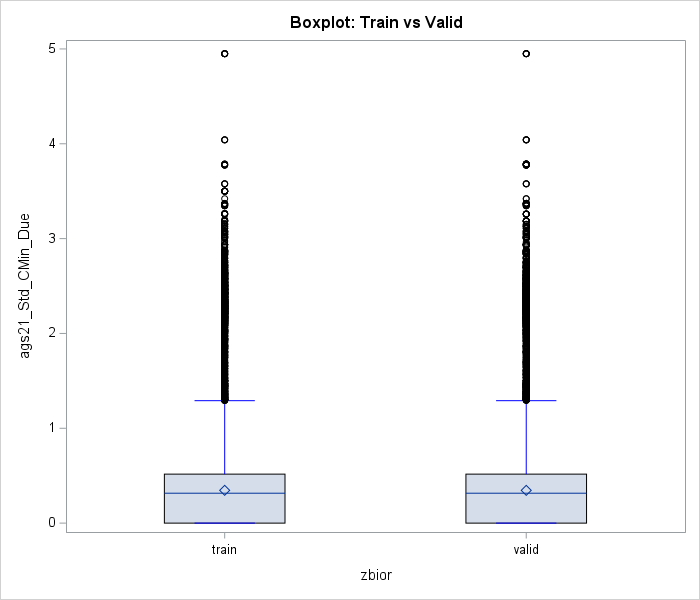 Boxplot: Train vs Valid
5
4
3
2
1
0
ags21_Std_CMin_Due
train
valid
zbior